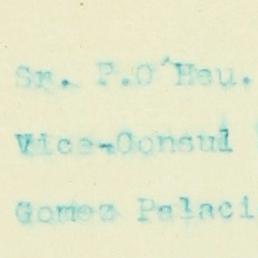 Sr. P.O'Heu.
Vice-Consul
Gomez Palaci